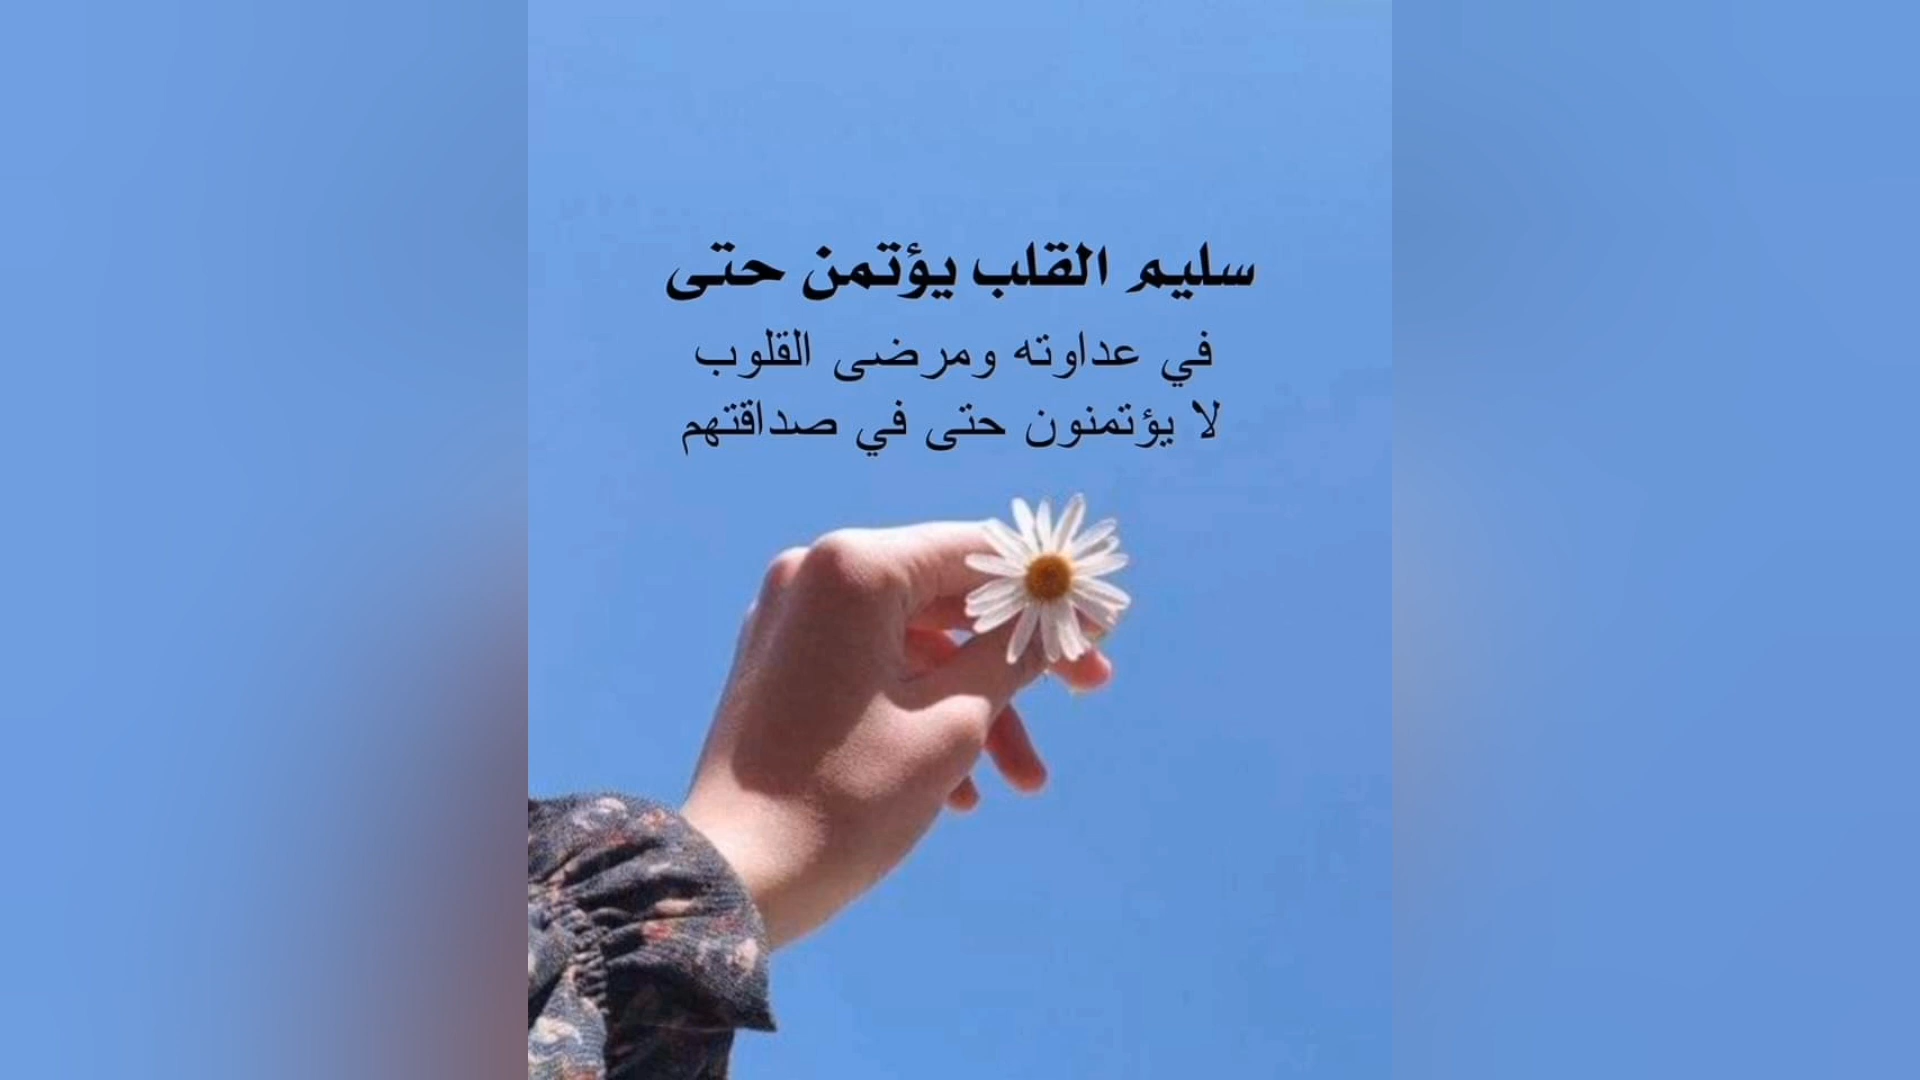 سليم القلب يؤتمن حتى
في عداوته ومرضى القلوب
لا يؤتمنون حتى في صداقتهم